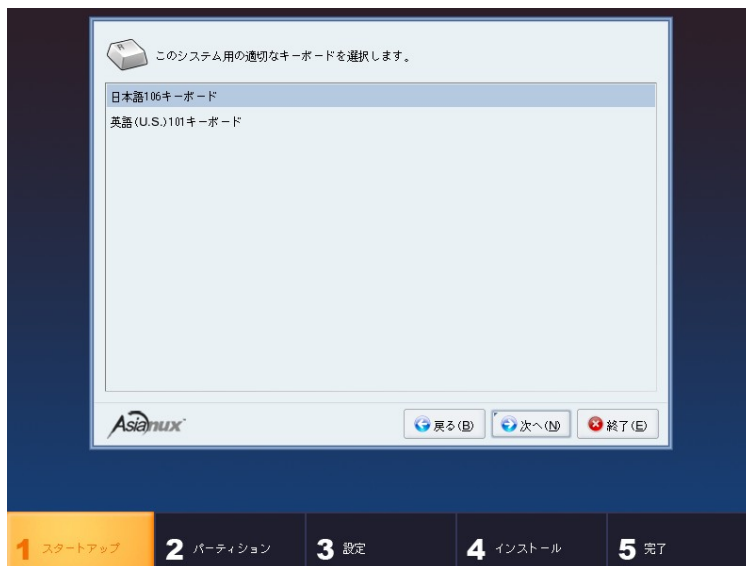 このシステム用の適切なキーボードを選択します。
日本語106キーボード
英語(U.S.)101キーボード
Asianux
戻る(B)
次へ(N)
終了(E)
1 スタートアップ
2 パーティション
3 設定
4 インストール
5 完了